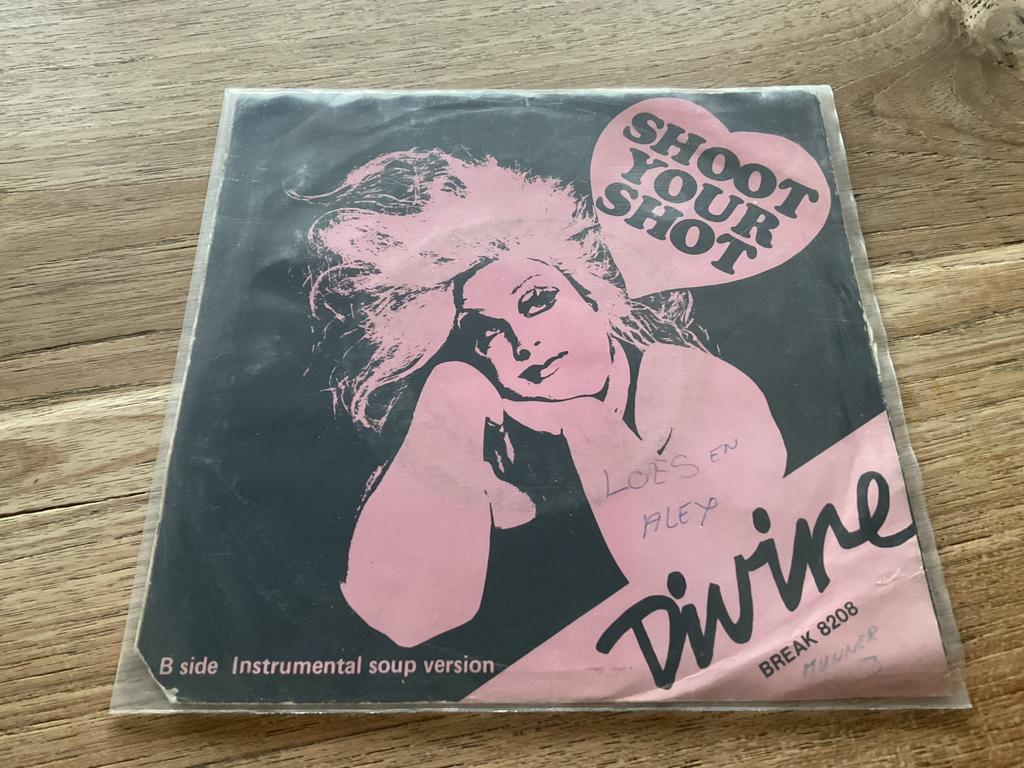 SHOOT
YOUR
SHOT
LOES EN
ALEX
Divine
BREAK 8208
B side Instrumental soup version